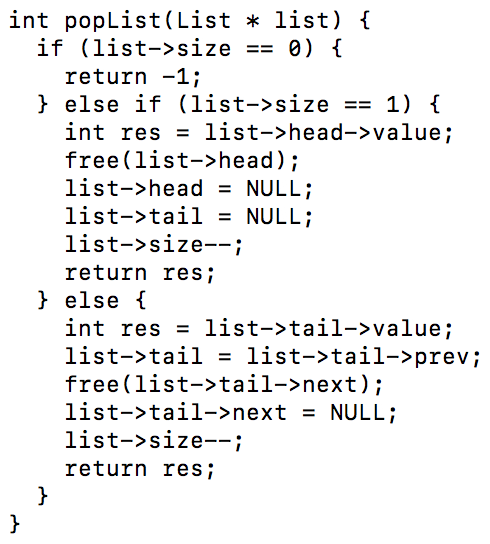 int popList(List * list) {
  if (list->size == 0) {
    return -1;
  } else if (list->size == 1) {
    int res = list->head->value;
    free(list->head);
    list->head = NULL;
    list->tail = NULL;
    list->size--;
    return res;
  } else {
    int res = list->tail->value;
    list->tail = list->tail->prev;
    free(list->tail->next);
    list->tail->next = NULL;
    list->size--;
    return res;
  }
}